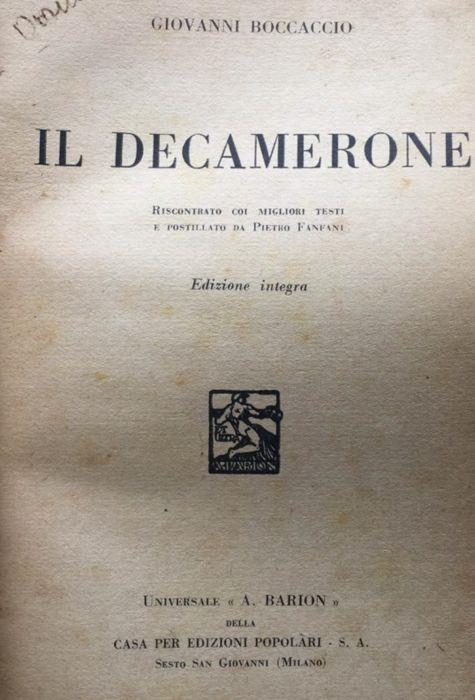 GIOVANNI BOCCACCIO
IL DECAMERONE
RISCONTRATO COI MIGLIORI TESTI
E POSTILLATO DA PIETRO FANFANI
Edizione integra
A. BARION
UNIVERSALE « A. BARION »
DELLA
CASA PER EDIZIONI POPOLARI - S. A.
SESTO SAN GIOVANNI (MILANO)